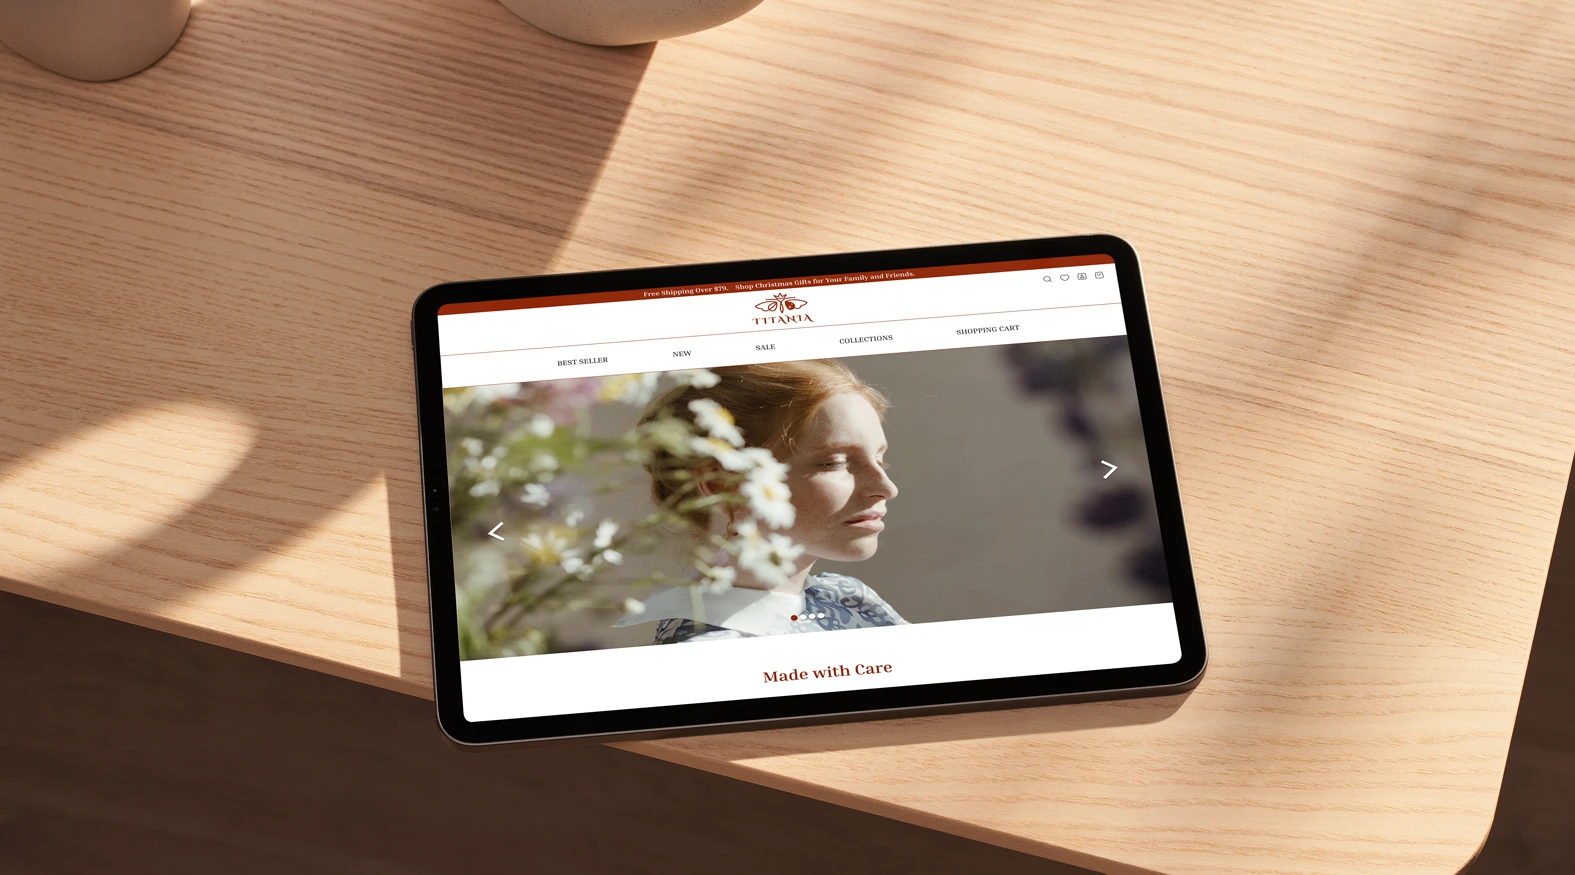 Free Shipping Over $79. Shop Christmas Gifts for Your Family and Friends.
TITANIA
BEST SELLER NEW SALE COLLECTIONS SHOPPING CART
Made with Care